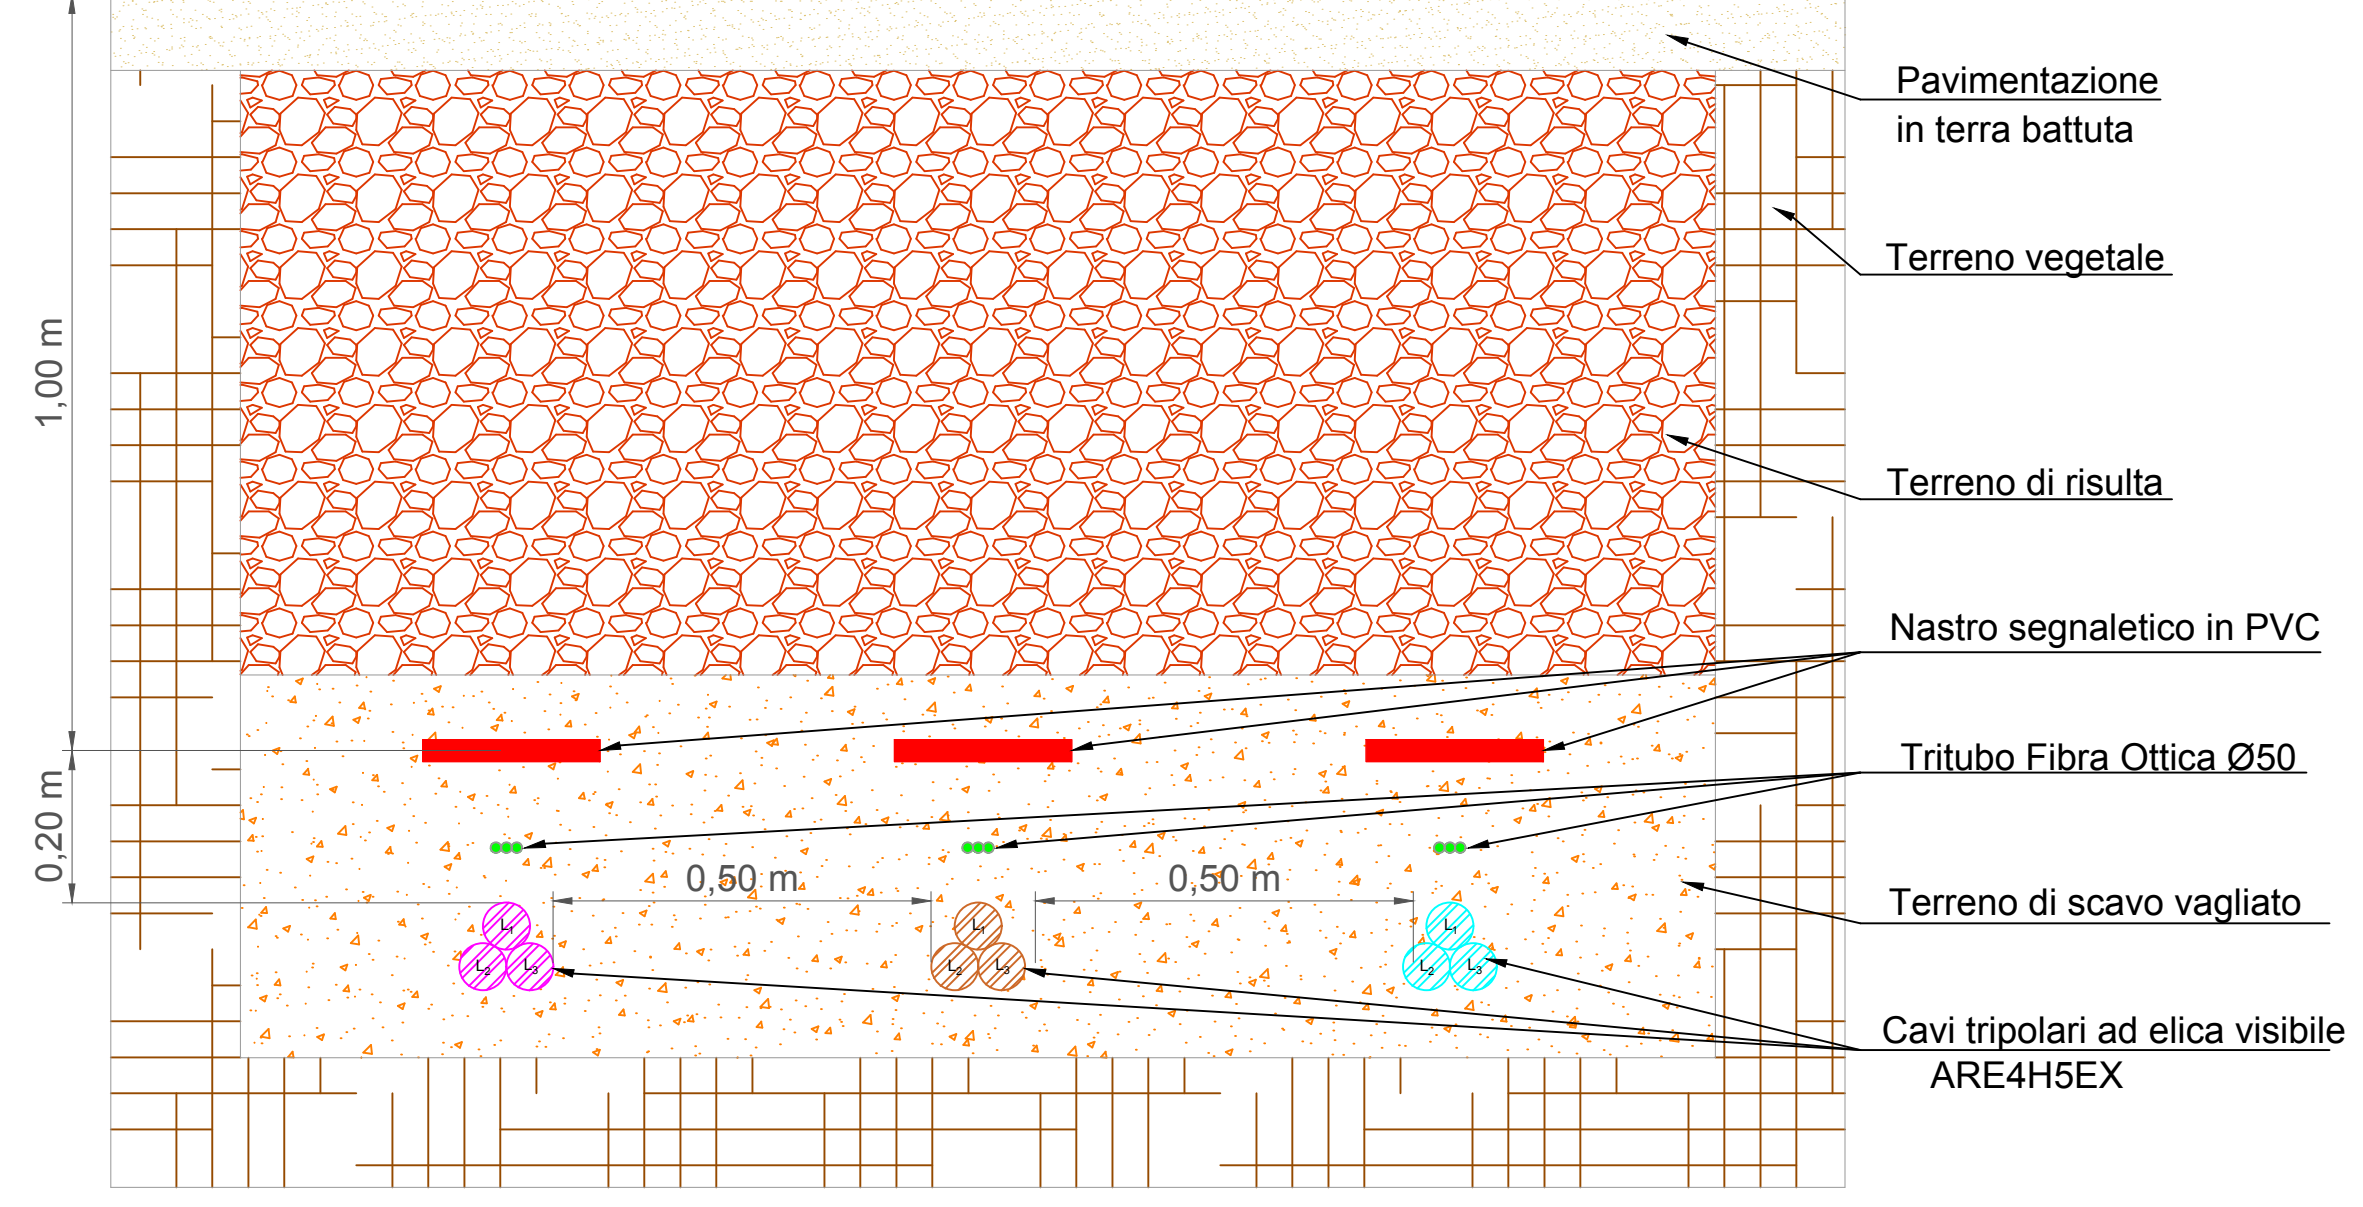 Pavimentazione
in terra battuta
Terreno vegetale
1,00 m
Terreno di risulta
Nastro segnaletico in PVC
Tritubo Fibra Ottica Ø50
0,20 m
0,50 m
0,50 m
Terreno di scavo vagliato
L1
L2 L3
L1
L2 L3
L1
L2 L3
Cavi tripolari ad elica visibile
ARE4H5EX